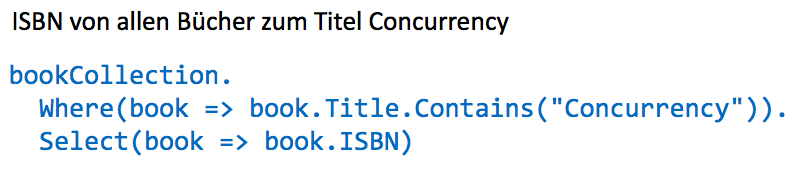 ISBN von allen Bücher zum Titel Concurrency
bookCollection.
Where(book => book.Title.Contains("Concurrency")).
Select(book => book.ISBN)